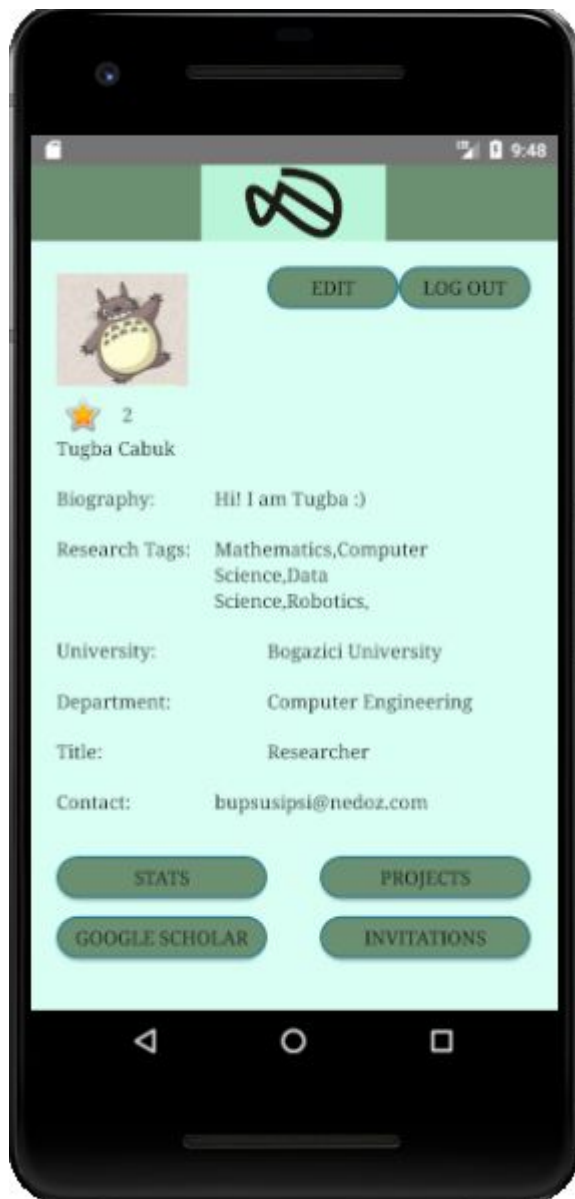 9:48
EDIT LOG OUT
2
Tugba Cabuk
Biography: Hi! I am Tugba :)
Research Tags: Mathematics,Computer
Science,Data
Science,Robotics,
University: Bogazici University
Department: Computer Engineering
Title: Researcher
Contact: bupsusipsi@nedoz.com
STATS PROJECTS
GOOGLE SCHOLAR INVITATIONS